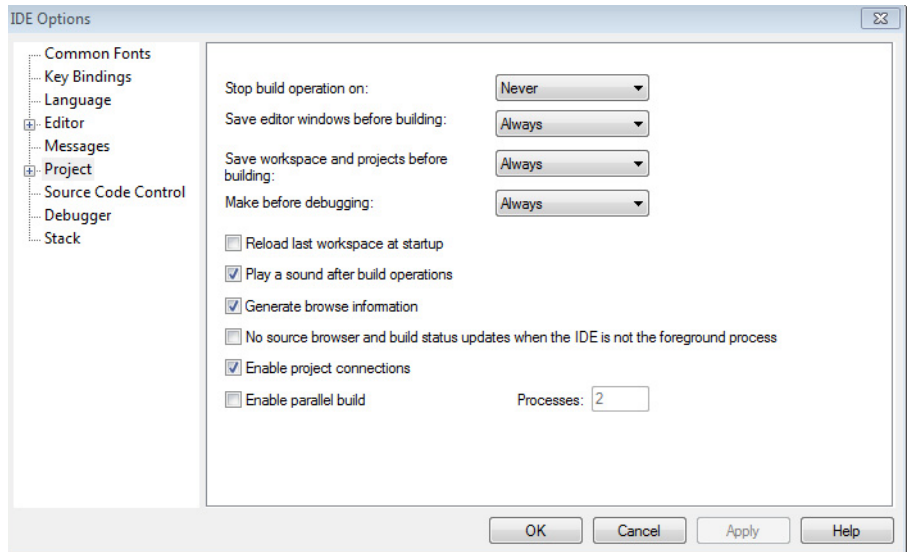 IDE Options
Common Fonts
Key Bindings
Language
Editor
Messages
Project
Source Code Control
Debugger
Stack
Stop build operation on: Never
Save editor windows before building: Always
Save workspace and projects before
building: Always
Make before debugging: Always
Reload last workspace at startup
Play a sound after build operations
Generate browse information
No source browser and build status updates when the IDE is not the foreground process
Enable project connections
Enable parallel build Processes: 2
OK Cancel Apply Help